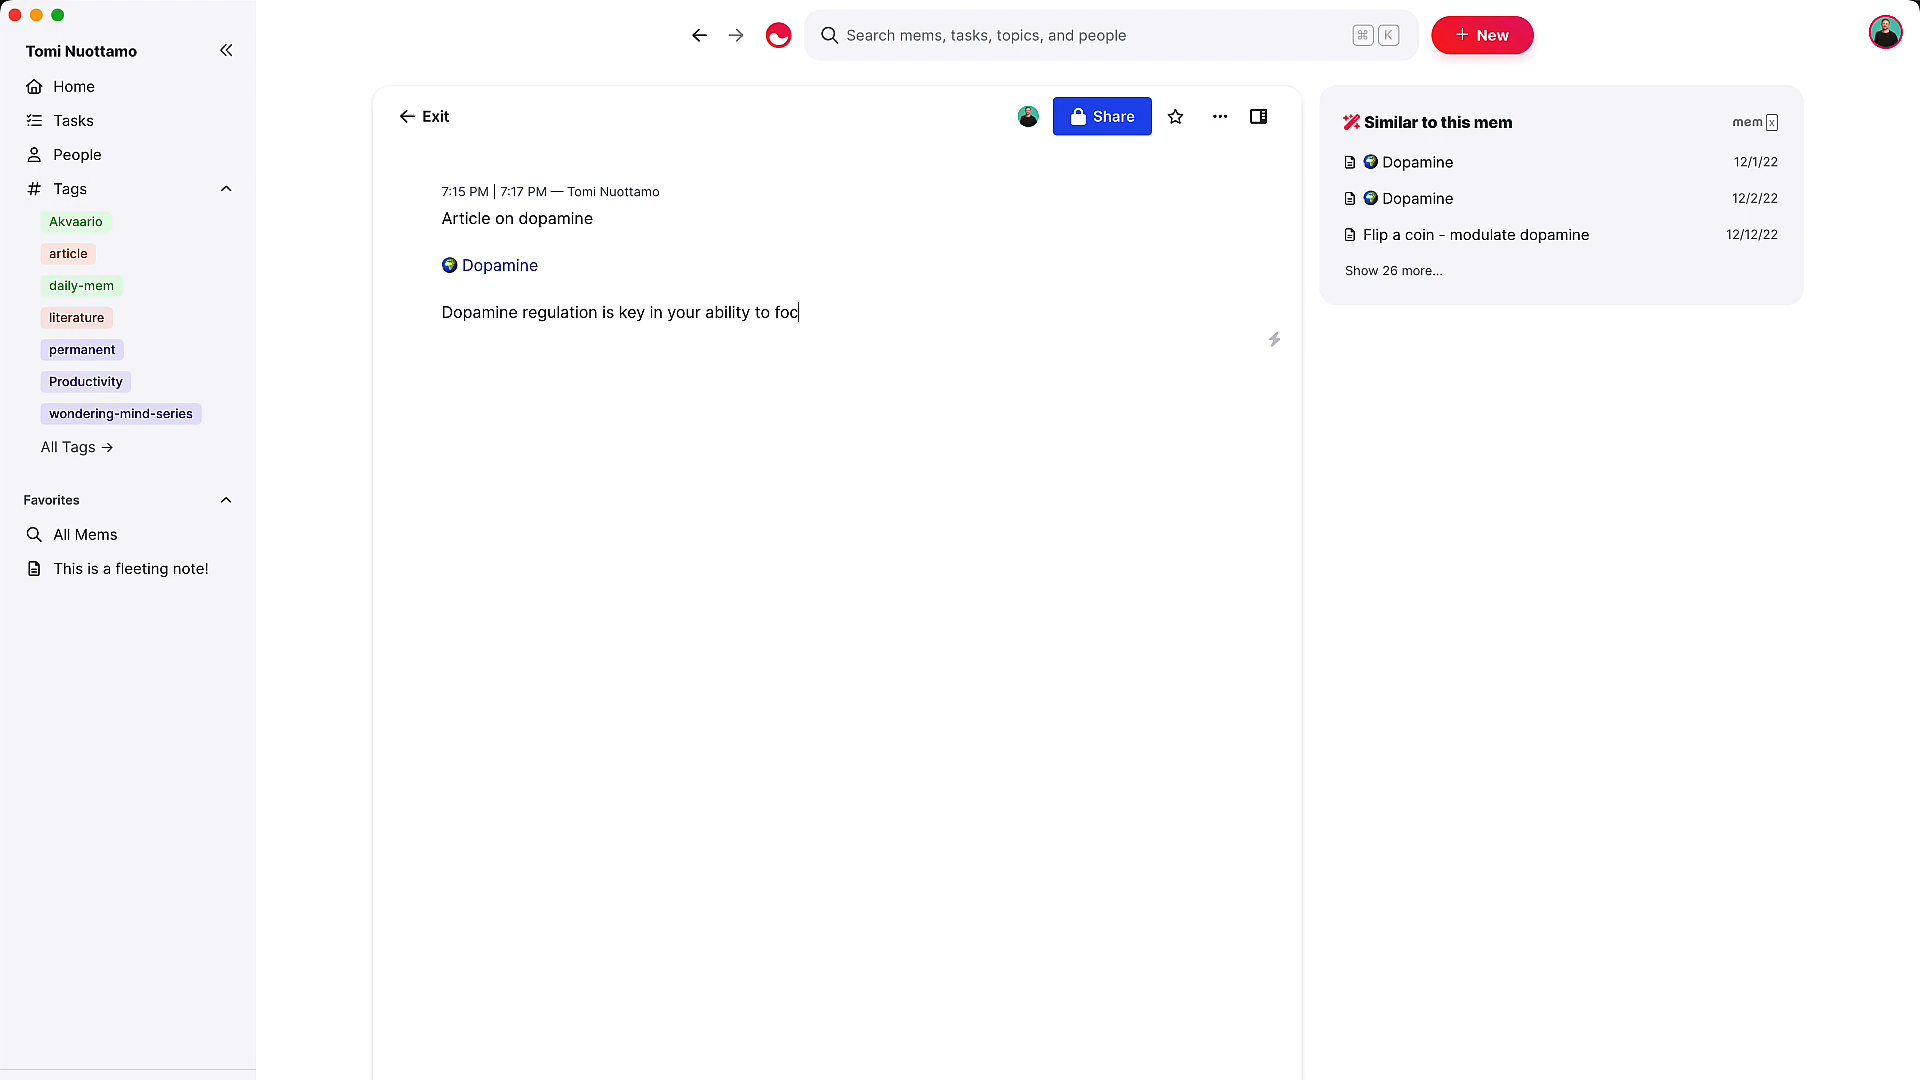 Tomi Nuottamo
Home
Tasks
People
Tags
Akvaario
article
daily-mem
literature
permanent
Productivity
wondering-mind-series
All Tags →
Favorites
All Mems
This is a fleeting note!
Search mems, tasks, topics, and people
⌘ K
+ New
← Exit
Share
7:15 PM | 7:17 PM — Tomi Nuottamo
Article on dopamine
🌍 Dopamine
Dopamine regulation is key in your ability to foc
Similar to this mem
mem x
🌍 Dopamine 12/1/22
🌍 Dopamine 12/2/22
Flip a coin - modulate dopamine 12/12/22
Show 26 more...